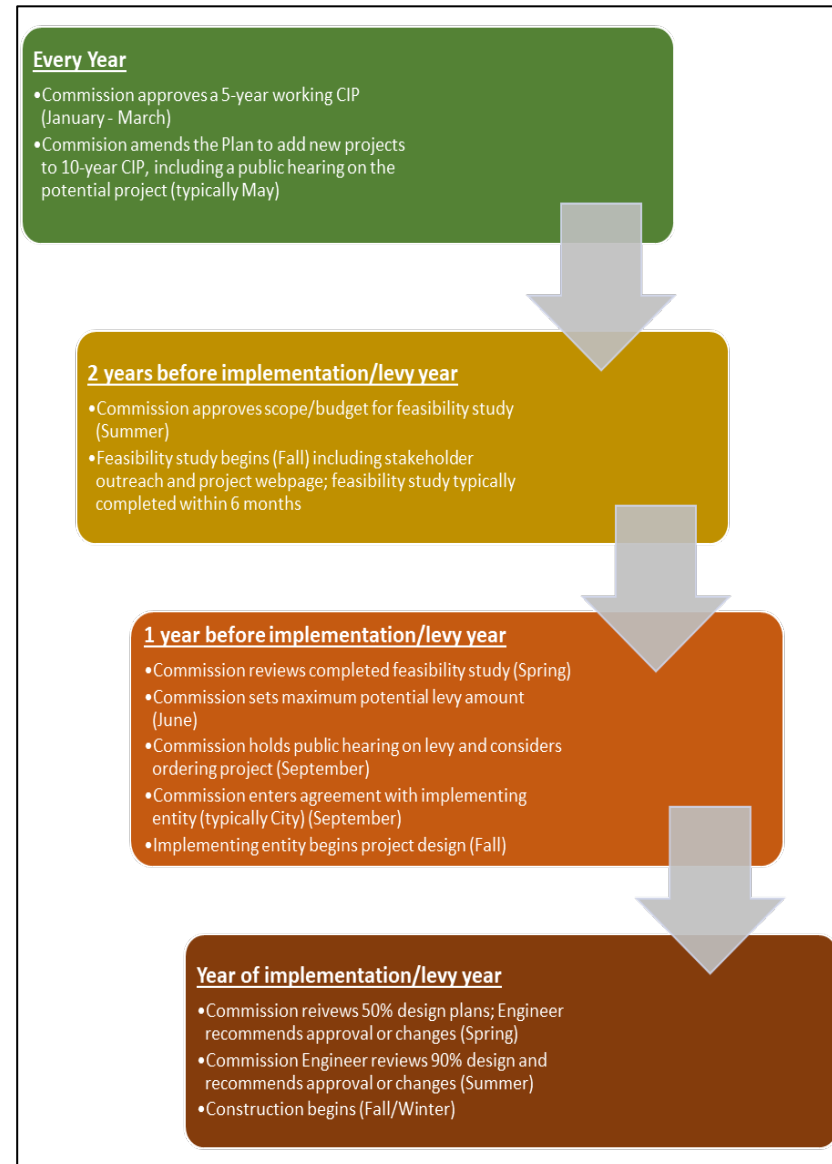 Every Year
•Commission approves a 5-year working CIP
(January - March)
•Commision amends the Plan to add new projects
to 10-year CIP, including a public hearing on the
potential project (typically May)
2 years before implementation/levy year
•Commission approves scope/budget for feasibility study
(Summer)
•Feasibility study begins (Fall) including stakeholder
outreach and project webpage; feasibility study typically
completed within 6 months
1 year before implementation/levy year
•Commission reviews completed feasibility study (Spring)
•Commission sets maximum potential levy amount
(June)
•Commission holds public hearing on levy and considers
ordering project (September)
•Commission enters agreement with implementing
entity (typically City) (September)
•Implementing entity begins project design (Fall)
Year of implementation/levy year
•Commission reivews 50% design plans; Engineer
recommends approval or changes (Spring)
•Commission Engineer reviews 90% design and
recommends approval or changes (Summer)
•Construction begins (Fall/Winter)